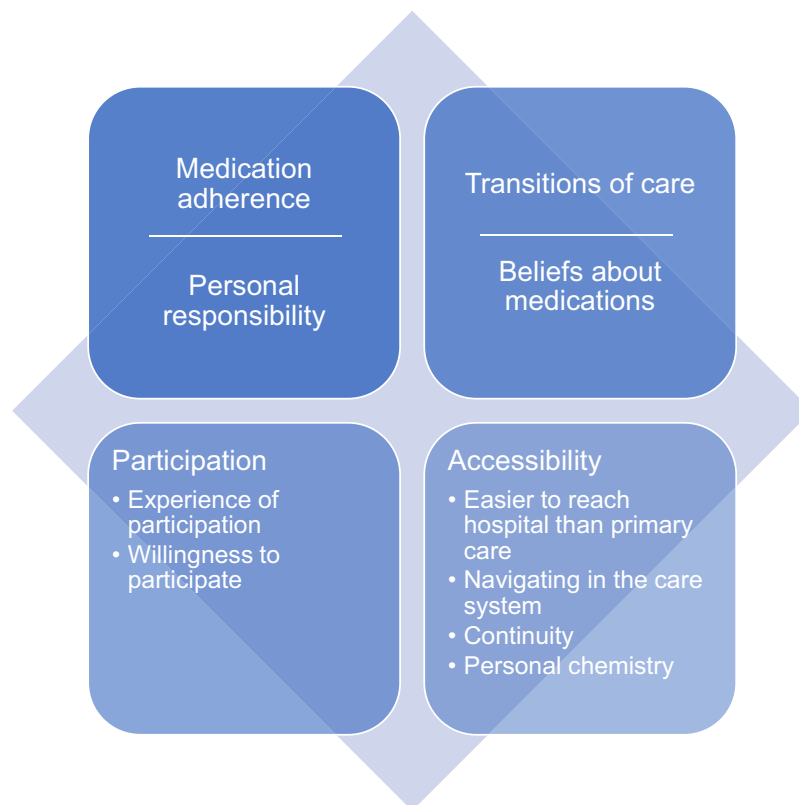 Medication
adherence
Personal
responsibility
Transitions of care
Beliefs about
medications
Participation
• Experience of
participation
• Willingness to
participate
Accessibility
• Easier to reach
hospital than primary
care
• Navigating in the care
system
• Continuity
• Personal chemistry